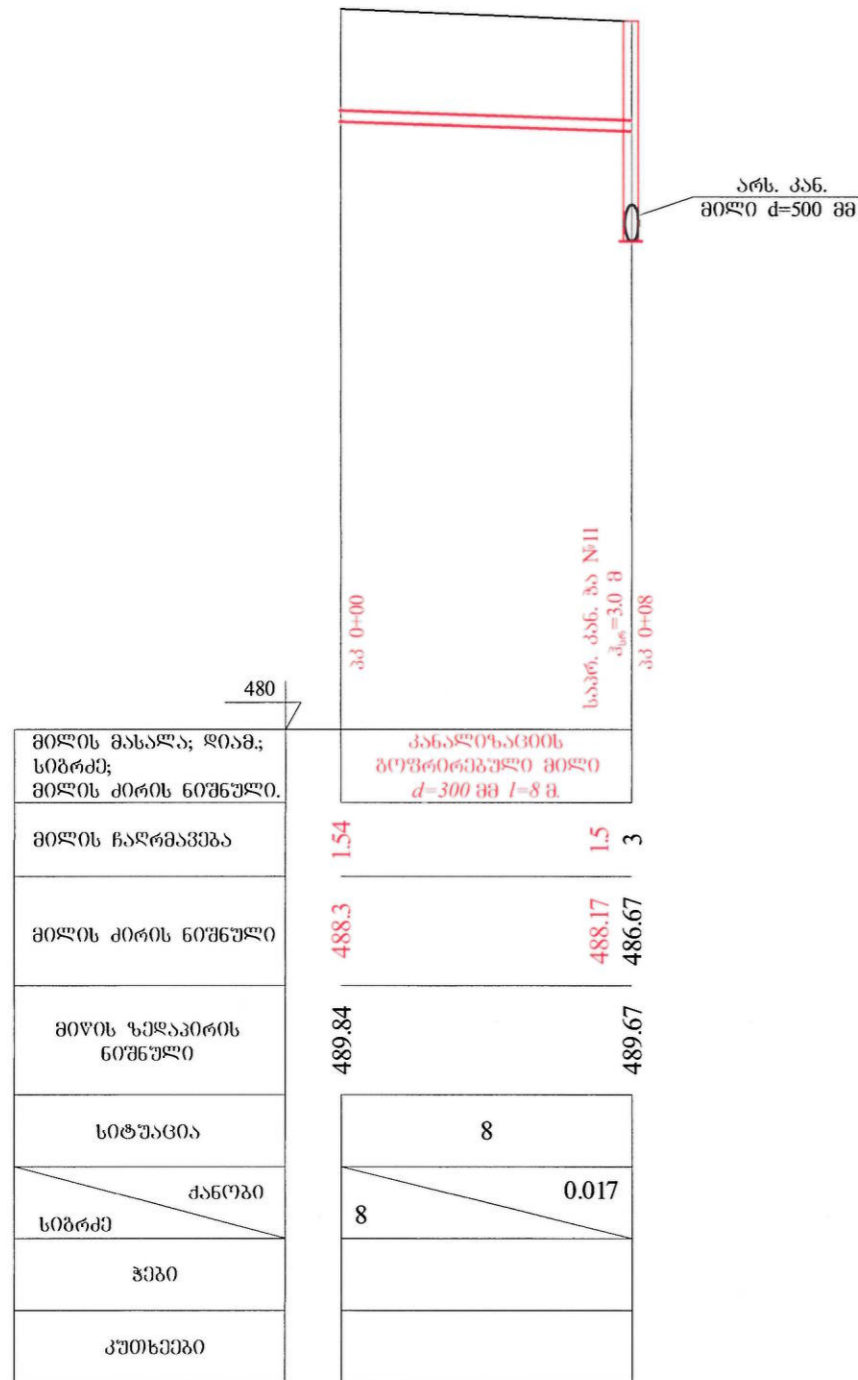 არს. კან.
მილი d=500 მმ
საპრ. კან. ჭა №11
ჰსრ=3.0 მ
პკ 0+00
პკ 0+08
480
მილის მასალა; დიამ.;
სიგრძე;
მილის ძირის ნიშნული.
კანალიზაციის
გოფრირებული მილი
d=300 მმ l=8 მ.
მილის ჩაღრმავება
1.54
1.5
3
მილის ძირის ნიშნული
488.3
488.17
486.67
მიწის ზედაპირის
ნიშნული
489.84
489.67
სიტუაცია
8
ქანობი
სიგრძე
0.017
8
ჭები
კუთხეები